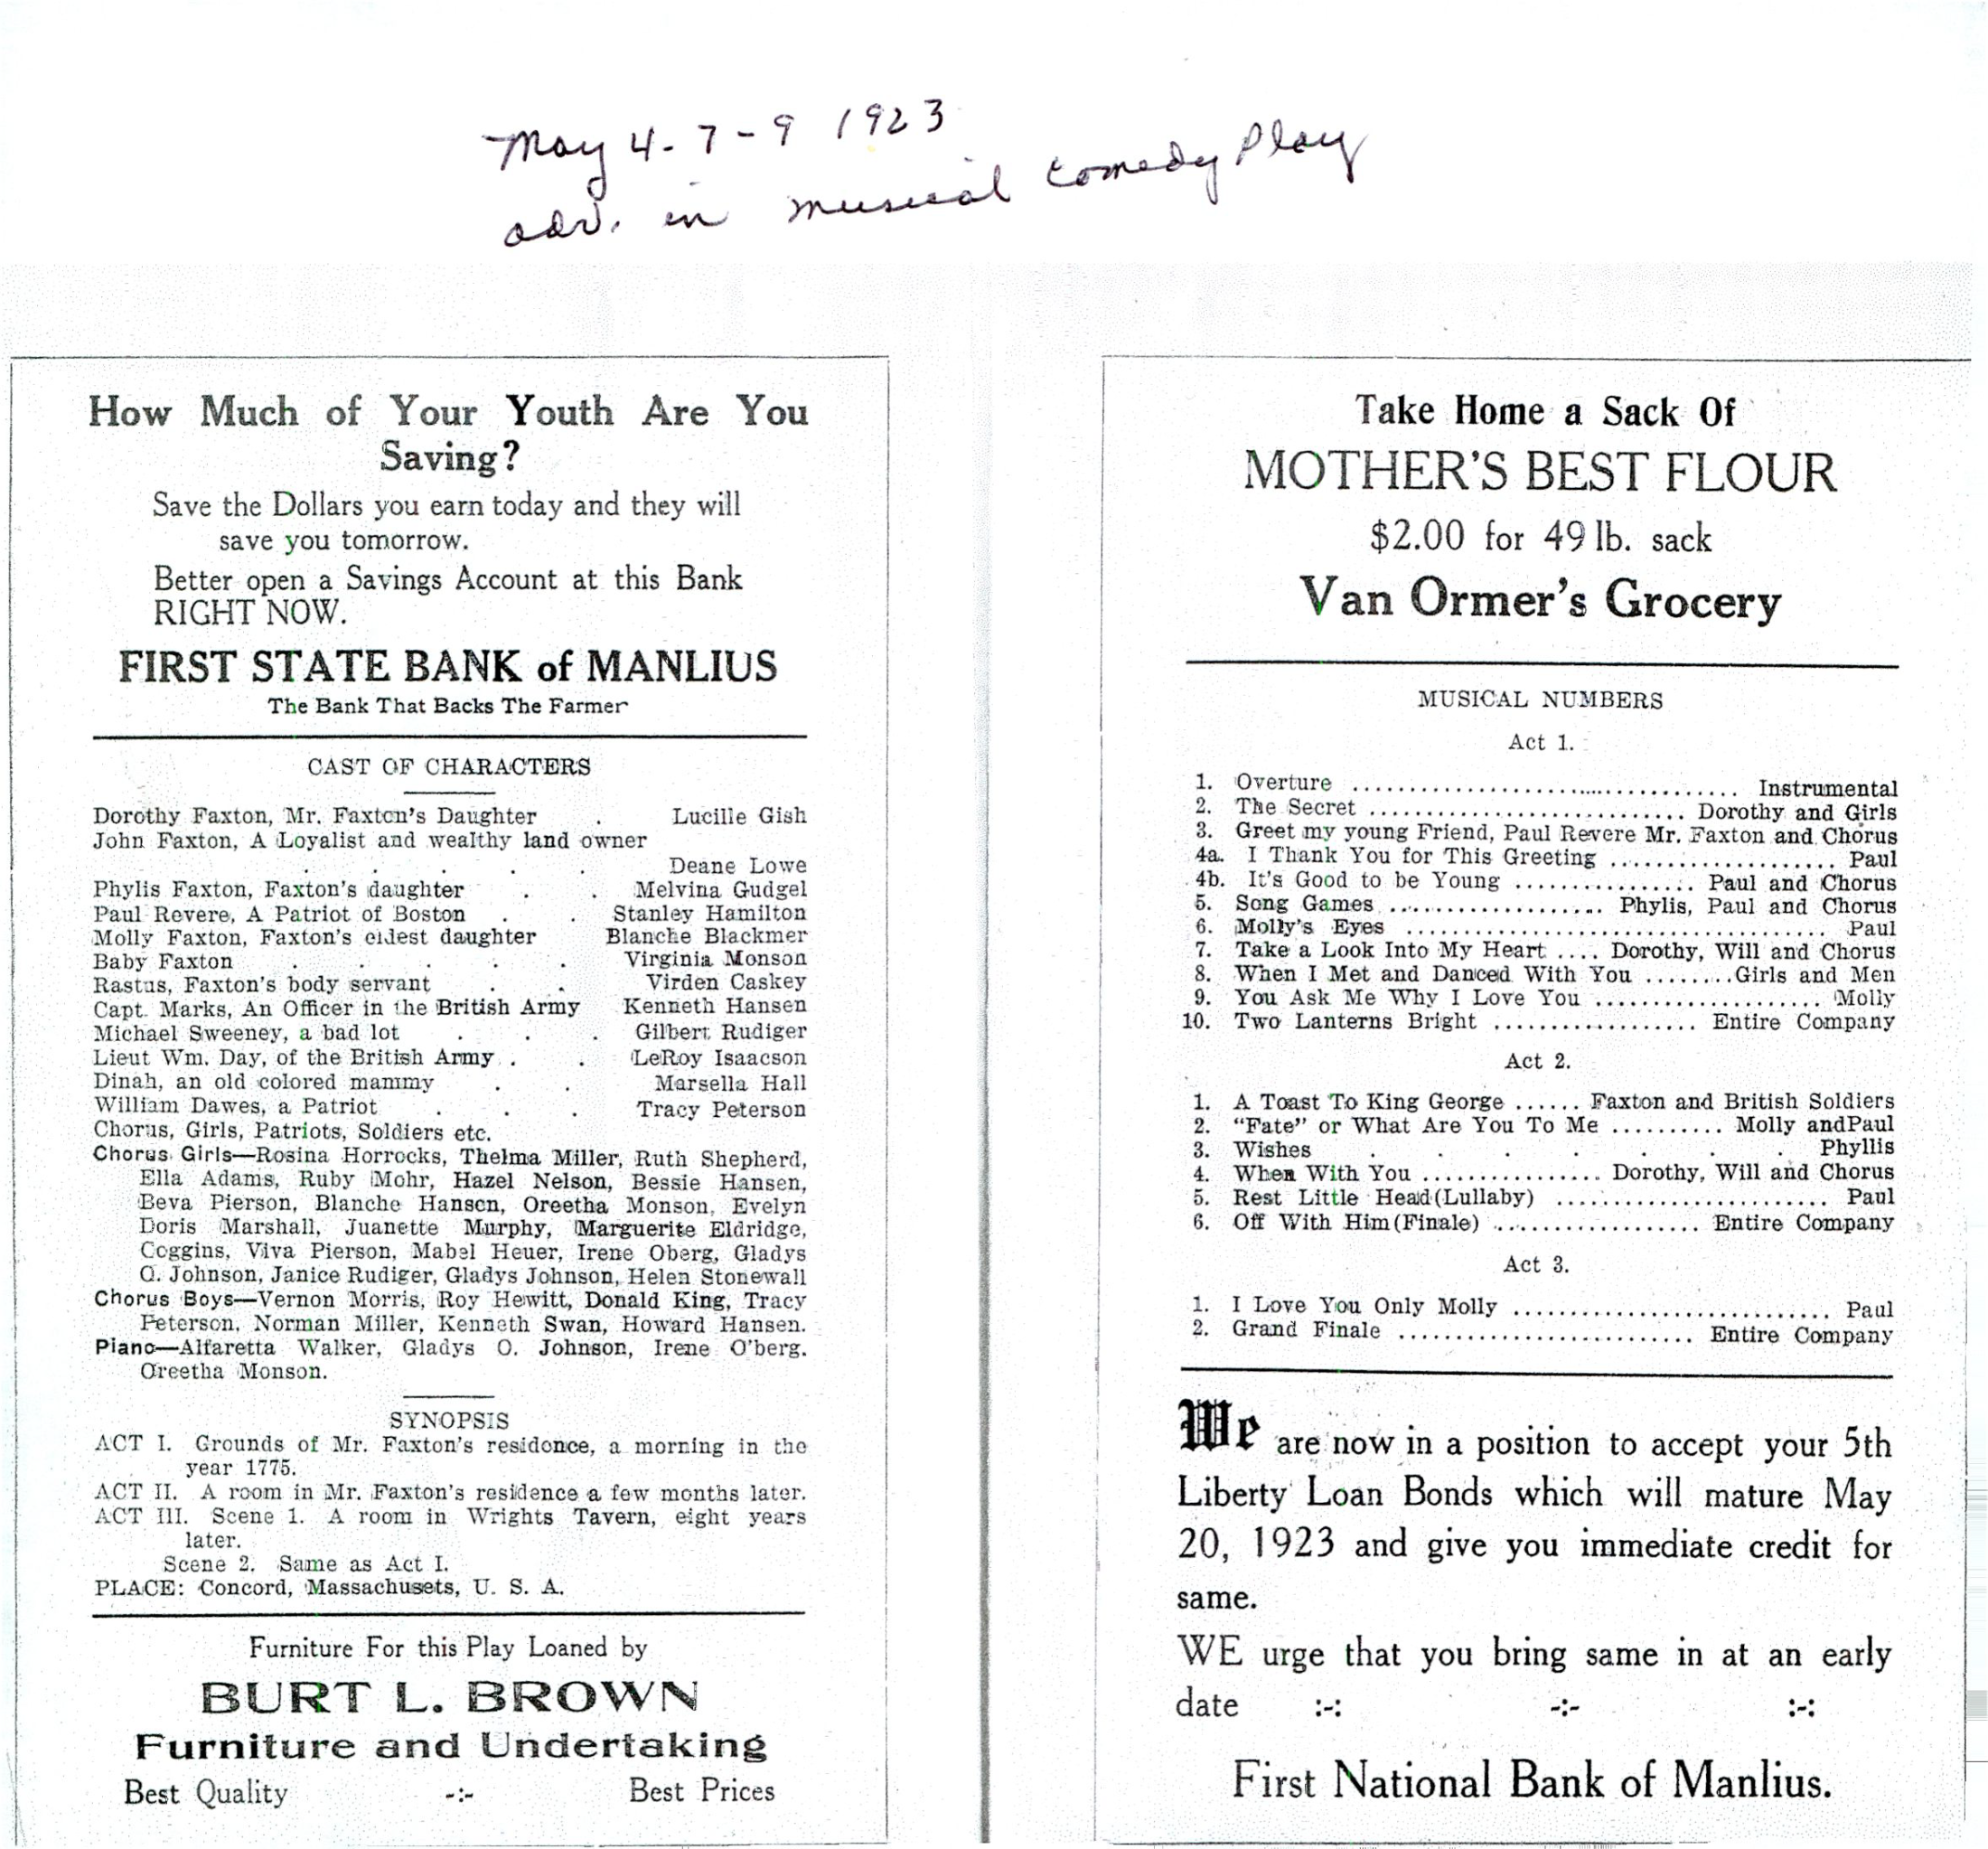 May 4-7-9 1923
adv. in musical comedy Play
How Much of Your Youth Are You
Saving?
Save the Dollars you earn today and they will
save you tomorrow.
Better open a Savings Account at this Bank
RIGHT NOW.
FIRST STATE BANK of MANLIUS
The Bank That Backs The Farmer
CAST OF CHARACTERS
Dorothy Faxton, Mr. Faxton's Daughter . Lucille Gish
John Faxton, A Loyalist and wealthy land owner
. . . . . Deane Lowe
Phylis Faxton, Faxton's daughter . . Melvina Gudgel
Paul Revere, A Patriot of Boston . . Stanley Hamilton
Molly Faxton, Faxton's eldest daughter Blanche Blackmer
Baby Faxton . . . . . Virginia Monson
Rastus, Faxton's body servant . . Virden Caskey
Capt. Marks, An Officer in the British Army Kenneth Hansen
Michael Sweeney, a bad lot . . . Gilbert Rudiger
Lieut Wm. Day, of the British Army . . LeRoy Isaacson
Dinah, an old colored mammy . . Marsella Hall
William Dawes, a Patriot . . . Tracy Peterson
Chorus, Girls, Patriots, Soldiers etc.
Chorus Girls—Rosina Horrocks, Thelma Miller, Ruth Shepherd,
Ella Adams, Ruby Mohr, Hazel Nelson, Bessie Hansen,
Beva Pierson, Blanche Hansen, Oreetha Monson, Evelyn
Doris Marshall, Juanette Murphy, Marguerite Eldridge,
Coggins, Viva Pierson, Mabel Heuer, Irene Oberg, Gladys
O. Johnson, Janice Rudiger, Gladys Johnson, Helen Stonewall
Chorus Boys—Vernon Morris, Roy Hewitt, Donald King, Tracy
Peterson, Norman Miller, Kenneth Swan, Howard Hansen.
Piano—Alfaretta Walker, Gladys O. Johnson, Irene O'berg.
Oreetha Monson.
SYNOPSIS
ACT I. Grounds of Mr. Faxton's residence, a morning in the
year 1775.
ACT II. A room in Mr. Faxton's residence a few months later.
ACT III. Scene 1. A room in Wrights Tavern, eight years
later.
Scene 2. Same as Act I.
PLACE: Concord, Massachusets, U. S. A.
Furniture For this Play Loaned by
BURT L. BROWN
Furniture and Undertaking
Best Quality -:- Best Prices
Take Home a Sack Of
MOTHER'S BEST FLOUR
$2.00 for 49 lb. sack
Van Ormer's Grocery
MUSICAL NUMBERS
Act 1.
1. Overture ........ Instrumental
2. The Secret ........ Dorothy and Girls
3. Greet my young Friend, Paul Revere Mr. Faxton and Chorus
4a. I Thank You for This Greeting ........ Paul
4b. It's Good to be Young ........ Paul and Chorus
5. Song Games ........ Phylis, Paul and Chorus
6. Molly's Eyes ........ Paul
7. Take a Look Into My Heart .... Dorothy, Will and Chorus
8. When I Met and Danced With You ........ Girls and Men
9. You Ask Me Why I Love You ........ Molly
10. Two Lanterns Bright ........ Entire Company
Act 2.
1. A Toast To King George ...... Faxton and British Soldiers
2. "Fate" or What Are You To Me .......... Molly andPaul
3. Wishes . . . . . . . Phyllis
4. When With You ........ Dorothy, Will and Chorus
5. Rest Little Head(Lullaby) ........ Paul
6. Off With Him(Finale) ........ Entire Company
Act 3.
1. I Love You Only Molly ........ Paul
2. Grand Finale ........ Entire Company
We are now in a position to accept your 5th
Liberty Loan Bonds which will mature May
20, 1923 and give you immediate credit for
same.
WE urge that you bring same in at an early
date :-: -:- :-:
First National Bank of Manlius.